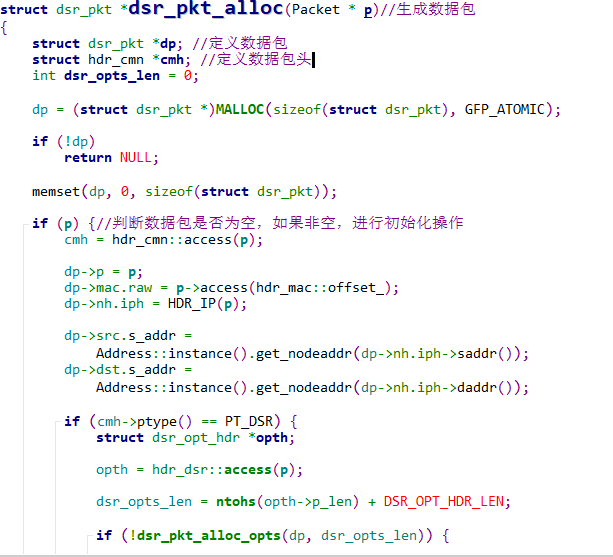 struct dsr_pkt *dsr_pkt_alloc(Packet * p)//生成数据包
{
    struct dsr_pkt *dp; //定义数据包
    struct hdr_cmn *cmh; //定义数据包头
    int dsr_opts_len = 0;

    dp = (struct dsr_pkt *)MALLOC(sizeof(struct dsr_pkt), GFP_ATOMIC);

    if (!dp)
        return NULL;

    memset(dp, 0, sizeof(struct dsr_pkt));

    if (p) {//判断数据包是否为空，如果非空，进行初始化操作
        cmh = hdr_cmn::access(p);

        dp->p = p;
        dp->mac.raw = p->access(hdr_mac::offset_);
        dp->nh.iph = HDR_IP(p);

        dp->src.s_addr =
            Address::instance().get_nodeaddr(dp->nh.iph->saddr());
        dp->dst.s_addr =
            Address::instance().get_nodeaddr(dp->nh.iph->daddr());

        if (cmh->ptype() == PT_DSR) {
            struct dsr_opt_hdr *opth;

            opth = hdr_dsr::access(p);

            dsr_opts_len = ntohs(opth->p_len) + DSR_OPT_HDR_LEN;

            if (!dsr_pkt_alloc_opts(dp, dsr_opts_len)) {